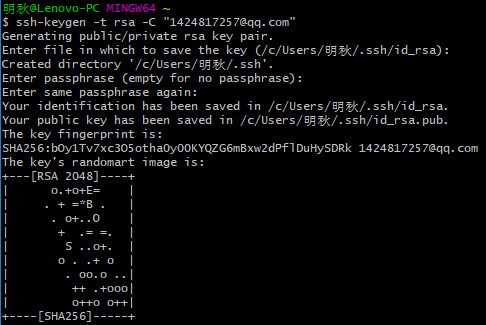 明秋@Lenovo-PC MINGW64 ~
$ ssh-keygen -t rsa -C "1424817257@qq.com"
Generating public/private rsa key pair.
Enter file in which to save the key (/c/Users/明秋/.ssh/id_rsa):
Created directory '/c/Users/明秋/.ssh'.
Enter passphrase (empty for no passphrase):
Enter same passphrase again:
Your identification has been saved in /c/Users/明秋/.ssh/id_rsa.
Your public key has been saved in /c/Users/明秋/.ssh/id_rsa.pub.
The key fingerprint is:
SHA256:bOy1Tv7xc3O5othaOyOOKYQZG6mBxw2dPflDuHySDRk 1424817257@qq.com
The key's randomart image is:
+---[RSA 2048]----+
|      o.+o+E=    |
|     . + =*B .   |
|      . o+..O    |
|       +  .= =.  |
|        S ..o+.  |
|       o . .+ o  |
|        . oo.o ..|
|         ++ .+ooo|
|         o++o o++|
+----[SHA256]-----+